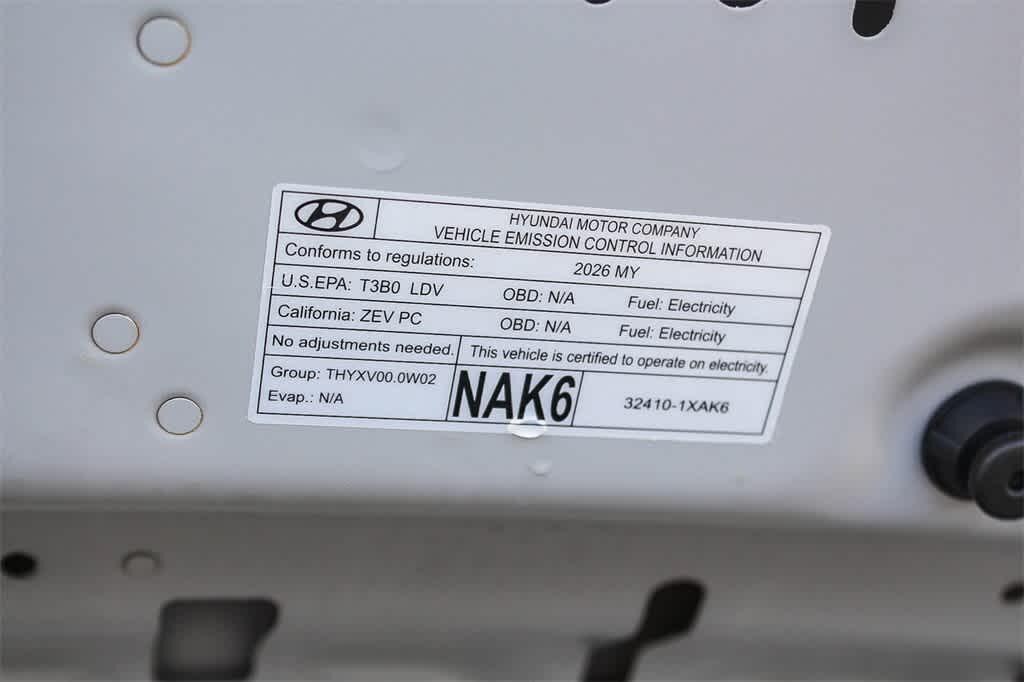 HYUNDAI MOTOR COMPANY
VEHICLE EMISSION CONTROL INFORMATION
Conforms to regulations: 2026 MY
U.S.EPA: T3B0 LDV OBD: N/A Fuel: Electricity
California: ZEV PC OBD: N/A Fuel: Electricity
No adjustments needed. This vehicle is certified to operate on electricity.
Group: THYXV00.0W02
Evap.: N/A
NAK6
32410-1XAK6